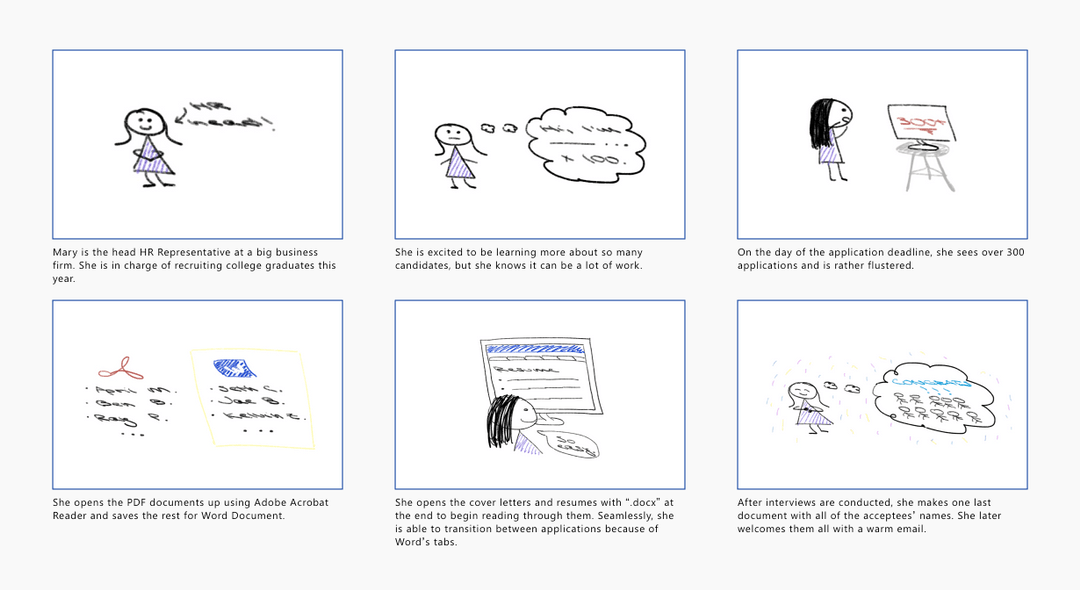 HR
head!
Mary is the head HR Representative at a big business
firm. She is in charge of recruiting college graduates this
year.
Hi, I'm
...
x 100.
She is excited to be learning more about so many
candidates, but she knows it can be a lot of work.
300+
On the day of the application deadline, she sees over 300
applications and is rather flustered.
· April M.
· Ben B.
· Ray P.
...
· Seth C.
· Joe B.
· Kelvin E.
...
She opens the PDF documents up using Adobe Acrobat
Reader and saves the rest for Word Document.
Resume
so
easy.
She opens the cover letters and resumes with “.docx” at
the end to begin reading through them. Seamlessly, she
is able to transition between applications because of
Word’s tabs.
CONGRATS
! ! !
After interviews are conducted, she makes one last
document with all of the acceptees’ names. She later
welcomes them all with a warm email.